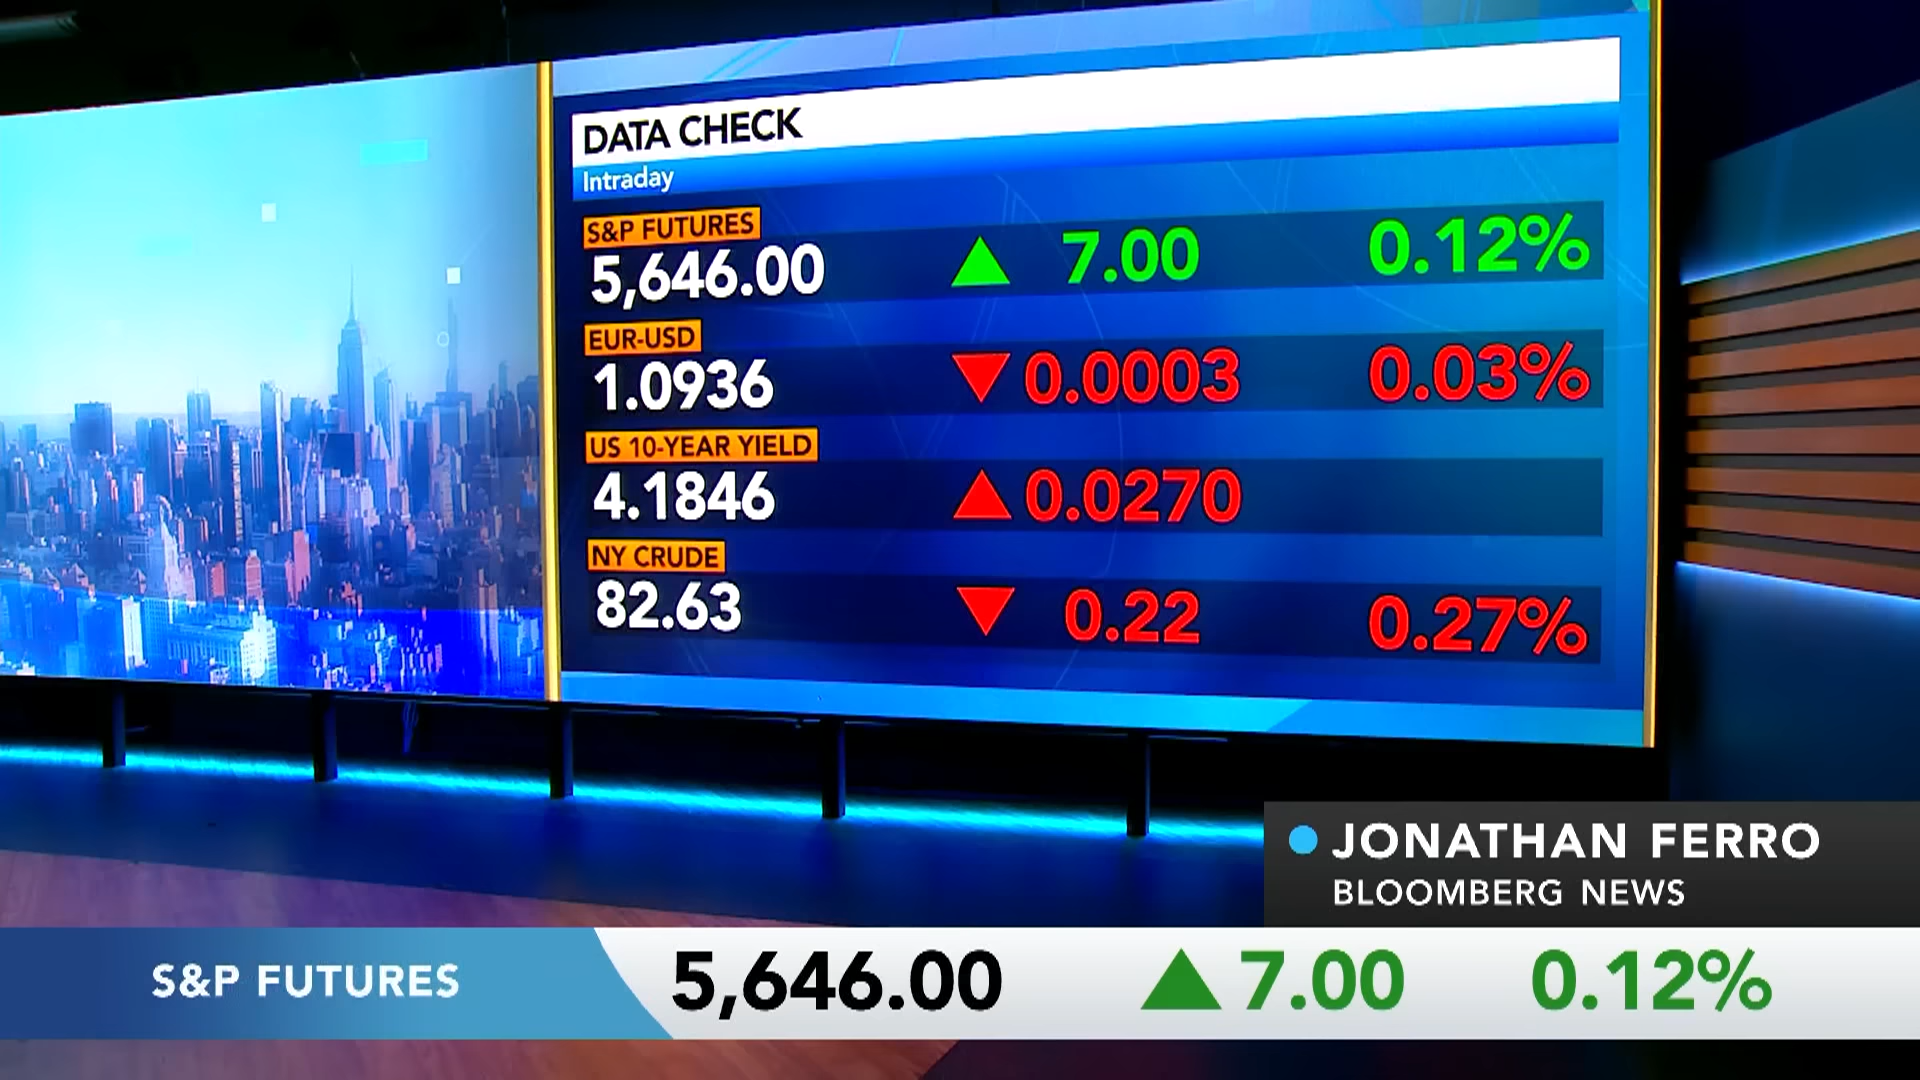 DATA CHECK
Intraday
S&P FUTURES
5,646.00 ▲ 7.00 0.12%
EUR-USD
1.0936 ▼ 0.0003 0.03%
US 10-YEAR YIELD
4.1846 ▲ 0.0270
NY CRUDE
82.63 ▼ 0.22 0.27%
JONATHAN FERRO
BLOOMBERG NEWS
S&P FUTURES 5,646.00 ▲ 7.00 0.12%